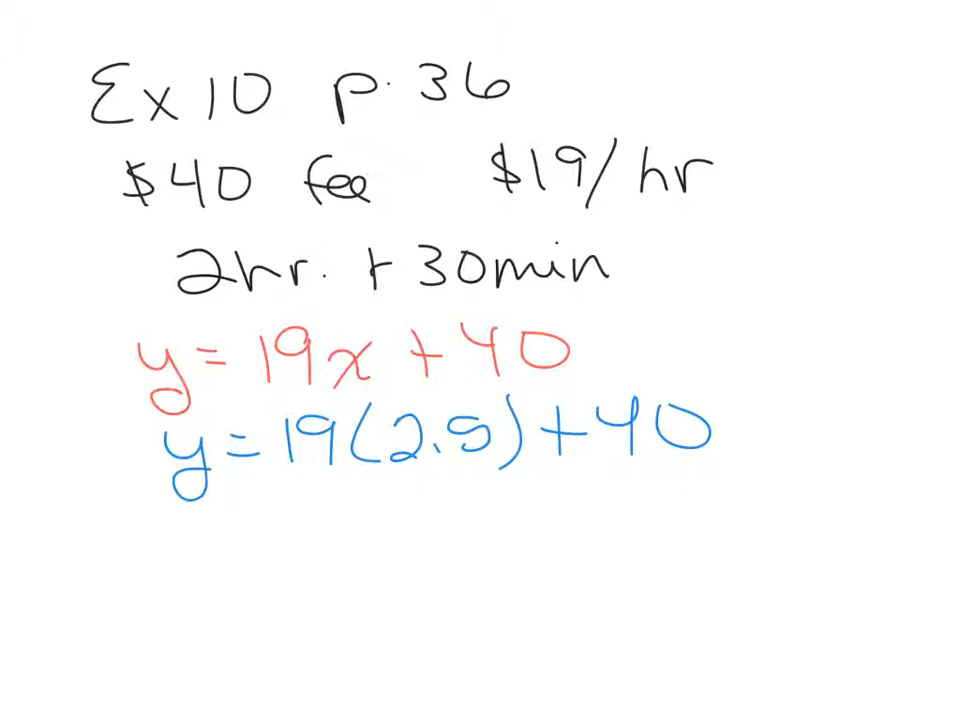 Ex 10 p. 36
$40 fee $19/hr
2hr. + 30min
y = 19x + 40
y = 19(2.5) + 40